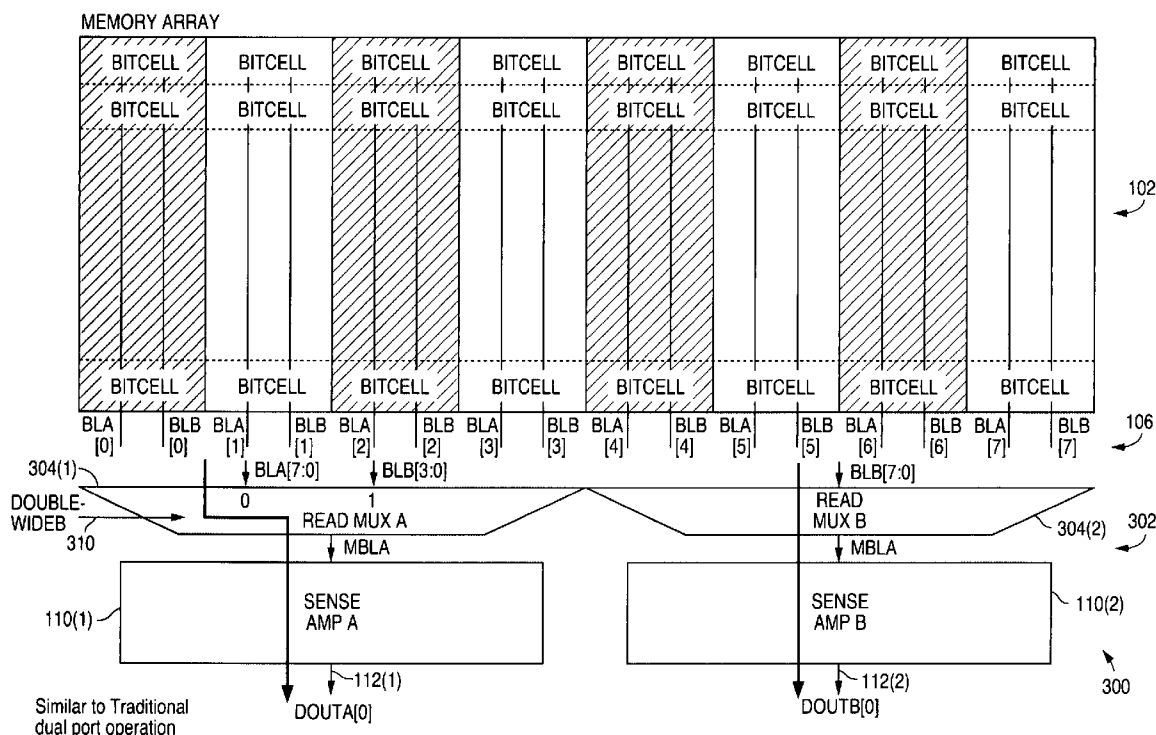 MEMORY ARRAY
BITCELL BITCELL BITCELL BITCELL BITCELL BITCELL BITCELL BITCELL
BITCELL BITCELL BITCELL BITCELL BITCELL BITCELL BITCELL BITCELL
102
BITCELL BITCELL BITCELL BITCELL BITCELL BITCELL BITCELL BITCELL
BLA BLB BLA BLB BLA BLB BLA BLB BLA BLB BLA BLB BLA BLB BLA BLB
[0] [0] [1] [1] [2] [2] [3] [3] [4] [4] [5] [5] [6] [6] [7] [7]
106
304(1) BLA[7:0] BLB[3:0] BLB[7:0]
DOUBLE-
WIDEB
310
0 1
READ MUX A
READ
MUX B
304(2)
302
MBLA MBLA
110(1)
SENSE
AMP A
SENSE
AMP B
110(2)
112(1) 112(2)
300
Similar to Traditional
dual port operation
DOUTA[0] DOUTB[0]